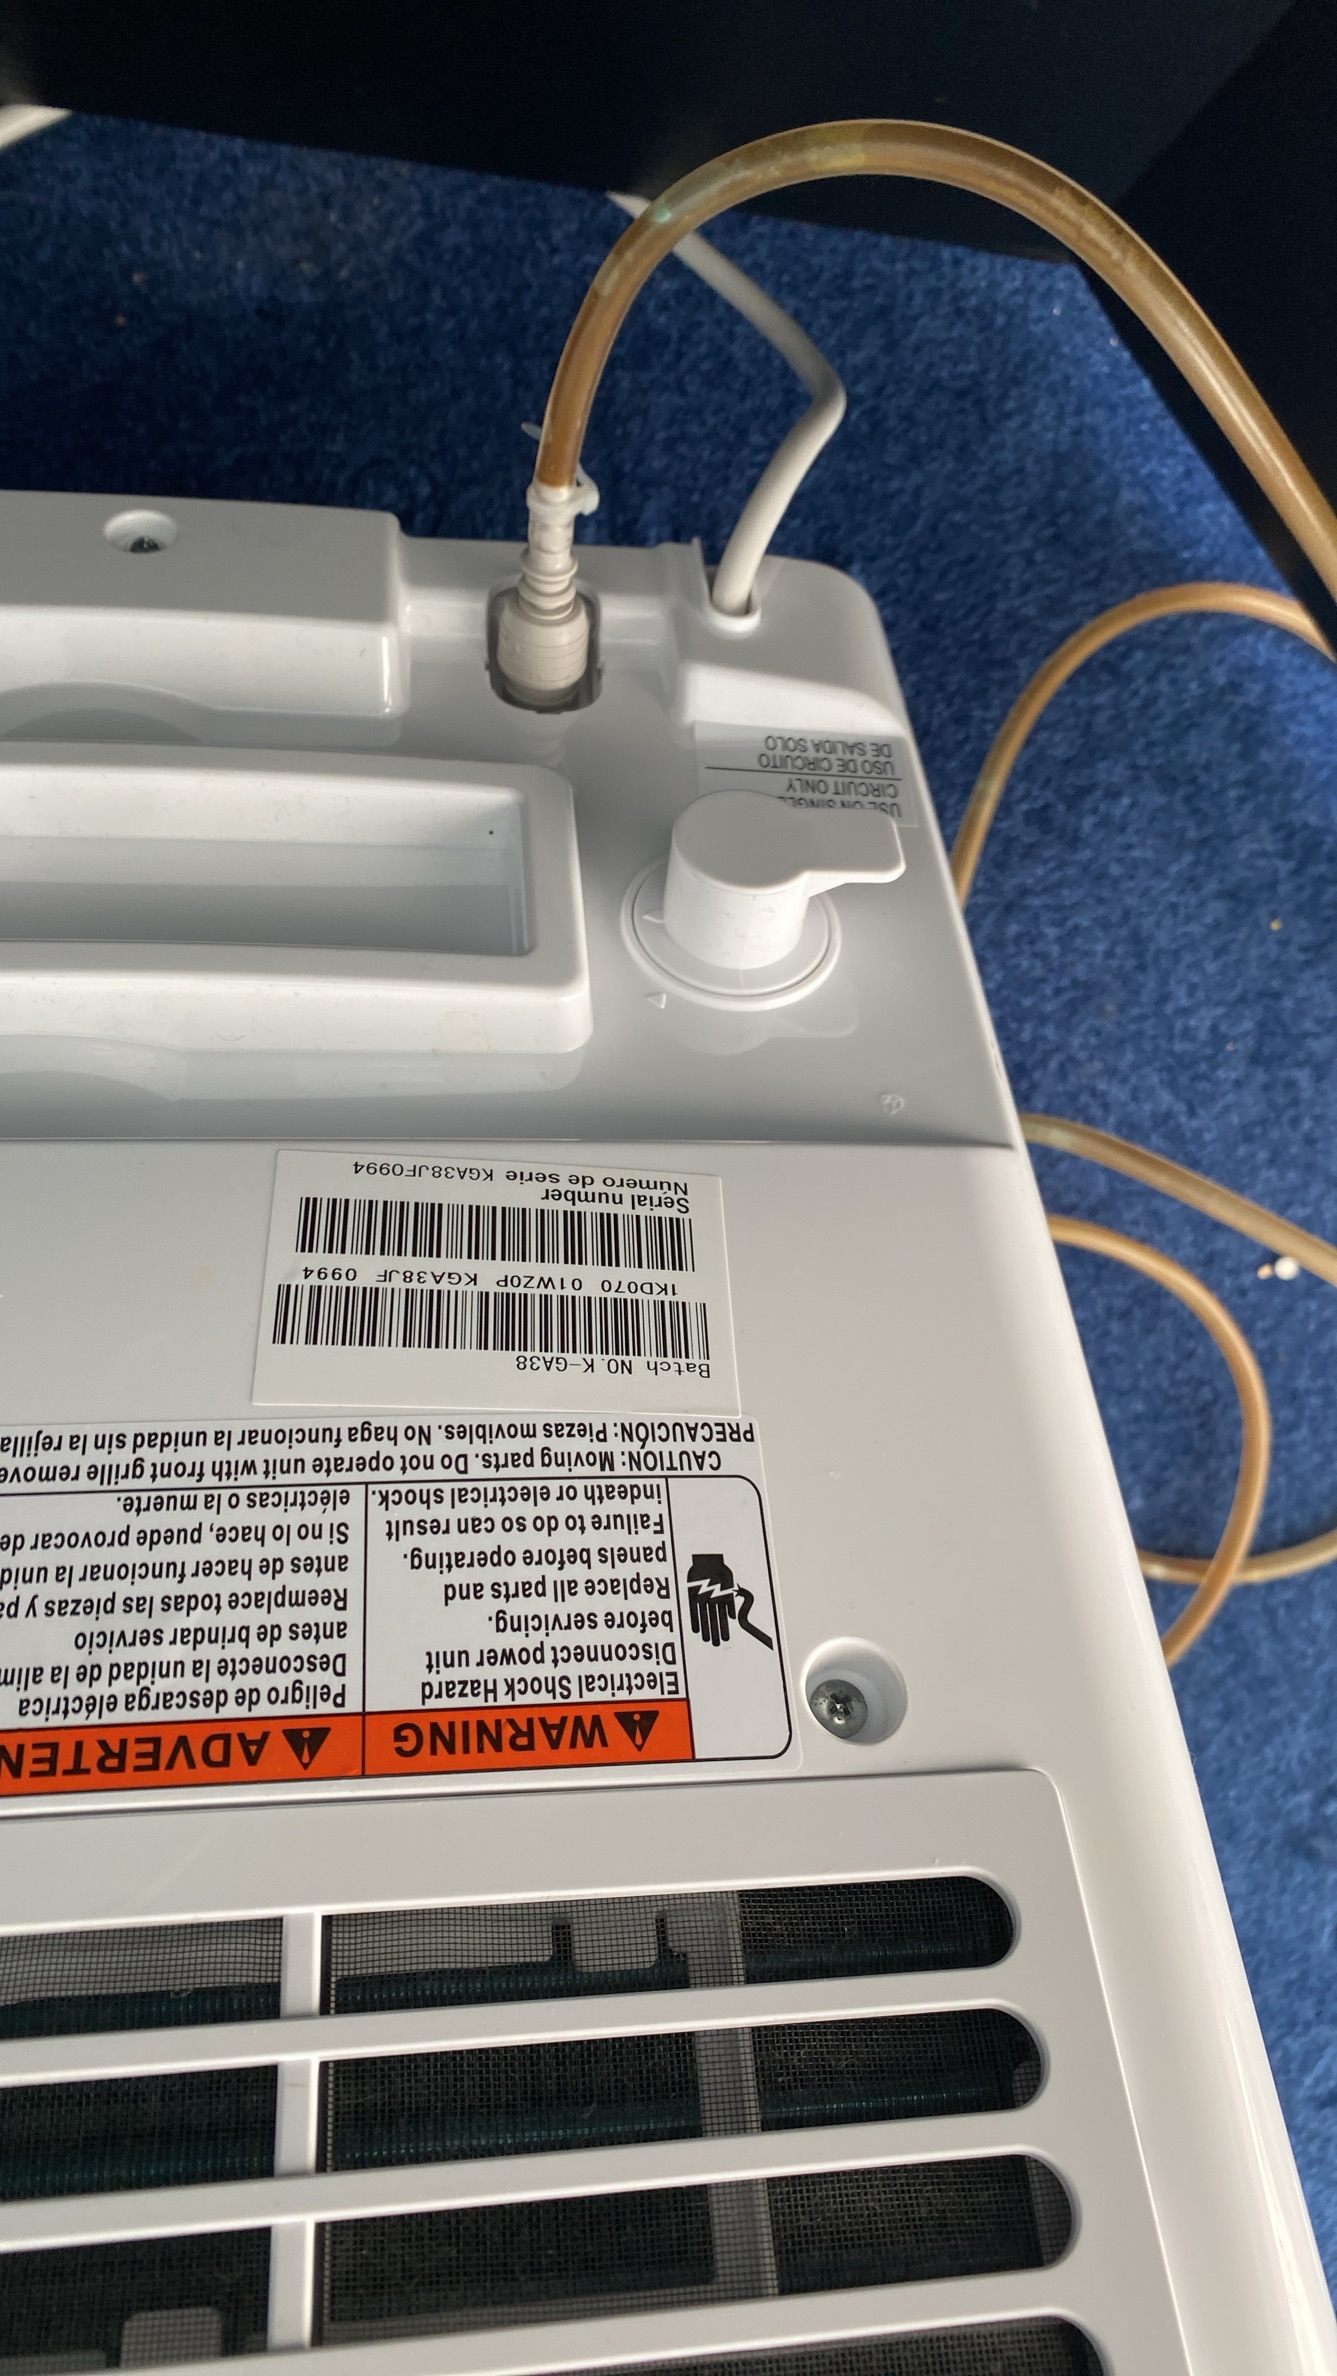 WARNING
Electrical Shock Hazard
Disconnect power unit
before servicing.
Replace all parts and
panels before operating.
Failure to do so can result
indeath or electrical shock.
ADVERTEN
Peligro de descarga eléctrica
Desconecte la unidad de la alim
antes de brindar servicio
Reemplace todas las piezas y pa
antes de hacer funcionar la unid
Si no lo hace, puede provocar de
eléctricas o la muerte.
CAUTION: Moving parts. Do not operate unit with front grille remove
PRECAUCIÓN: Piezas movibles. No haga funcionar la unidad sin la rejilla
Batch NO.K-GA38
1KD070 01WZ0P KGA38JF 0994
Serial number
Número de serie KGA38JF0994
USE ON SINGL
CIRCUIT ONLY
USO DE CIRCUITO
DE SALIDA SOLO